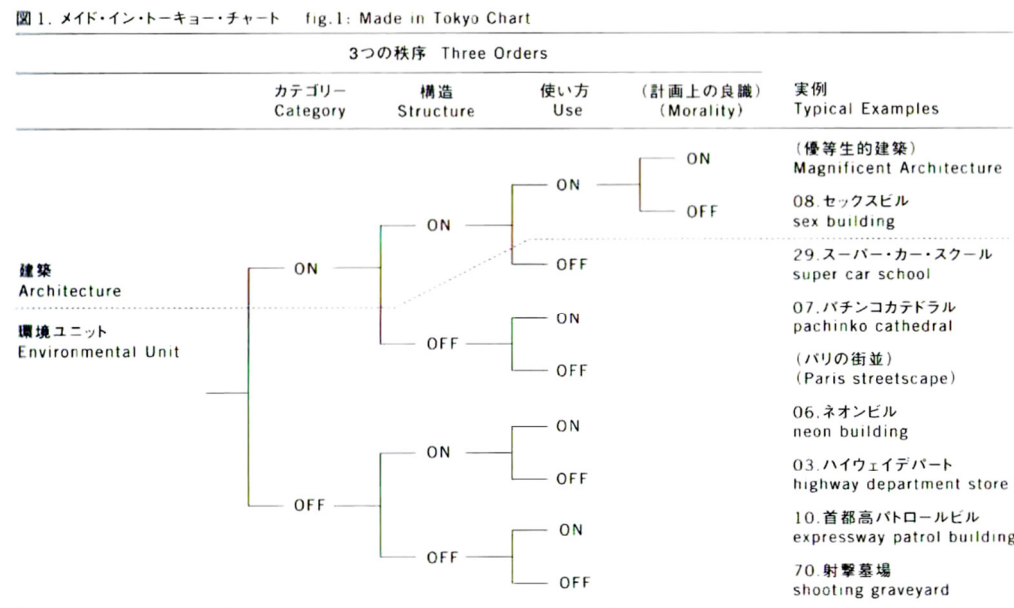 図1. メイド・イン・トーキョー・チャート fig.1: Made in Tokyo Chart
3つの秩序 Three Orders
カテゴリー 構造 使い方 (計画上の良識) 実例
Category Structure Use (Morality) Typical Examples
ON (優等生的建築)
Magnificent Architecture
ON
OFF 08.セックスビル
sex building
ON
OFF 29.スーパー・カー・スクール
super car school
建築 ON
Architecture
ON 07.パチンコカテドラル
pachinko cathedral
環境ユニット OFF
Environmental Unit
OFF (パリの街並)
(Paris streetscape)
ON 06.ネオンビル
neon building
ON
OFF 03.ハイウェイデパート
highway department store
OFF
ON 10.首都高パトロールビル
expressway patrol building
OFF
OFF 70.射撃墓場
shooting graveyard